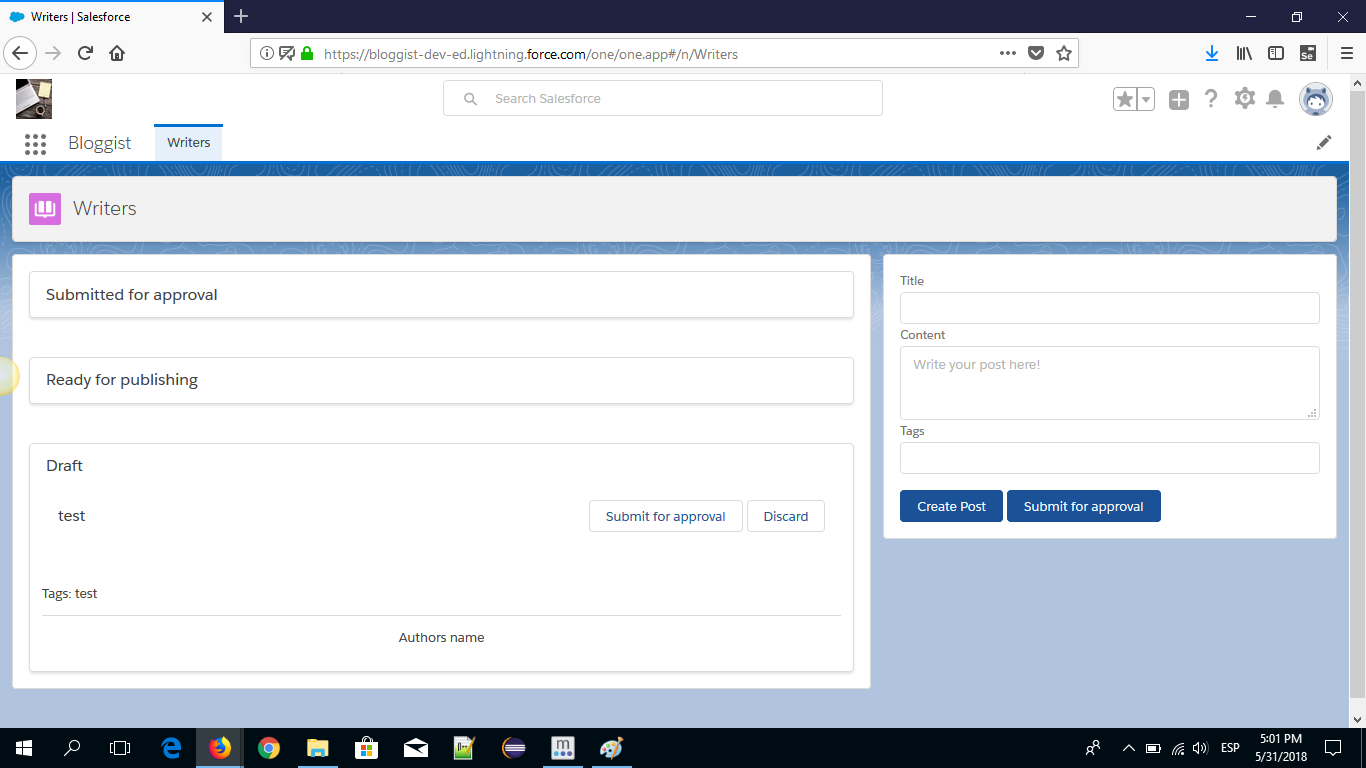 Writers | Salesforce
https://bloggist-dev-ed.lightning.force.com/one/one.app#/n/Writers
Se
Search Salesforce
Bloggist
Writers
Writers
Submitted for approval
Ready for publishing
Draft
test
Submit for approval
Discard
Tags: test
Authors name
Title
Content
Write your post here!
Tags
Create Post
Submit for approval
m
ESP
5:01 PM
5/31/2018